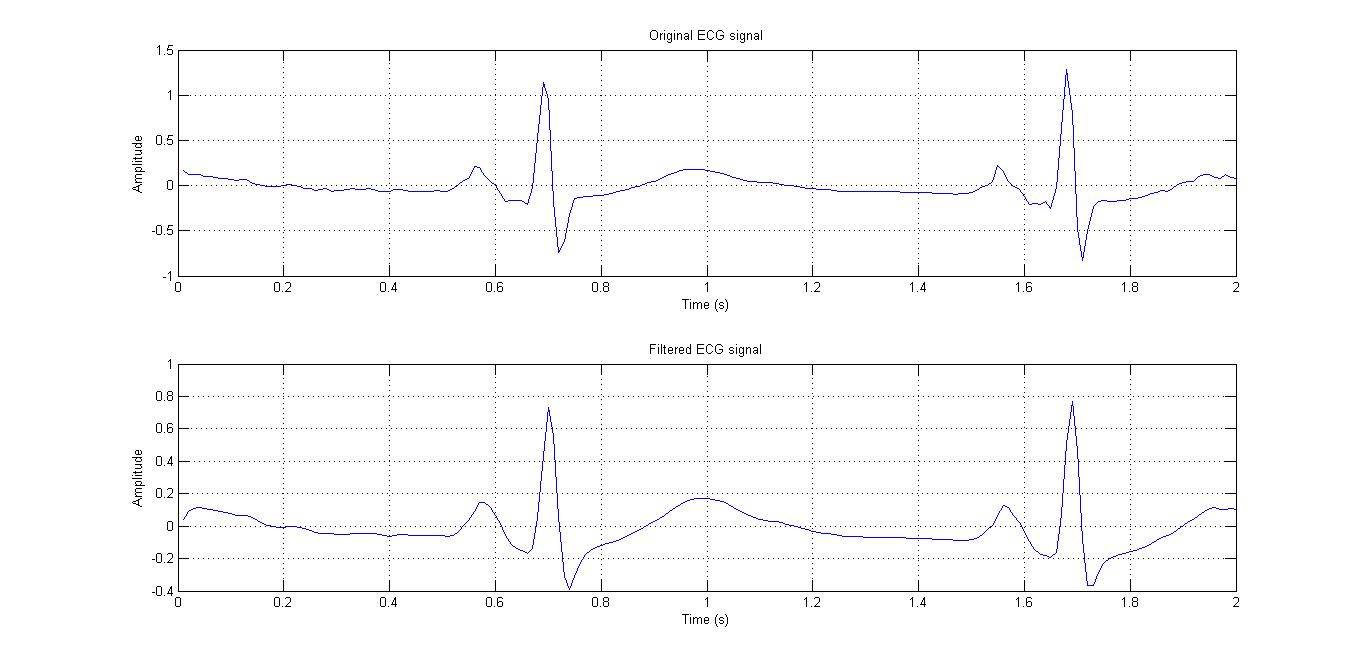 Original ECG signal
1.5
1
0.5
0
-0.5
-1
Amplitude
0 0.2 0.4 0.6 0.8 1 1.2 1.4 1.6 1.8 2
Time (s)
Filtered ECG signal
1
0.8
0.6
0.4
0.2
0
-0.2
-0.4
Amplitude
0 0.2 0.4 0.6 0.8 1 1.2 1.4 1.6 1.8 2
Time (s)